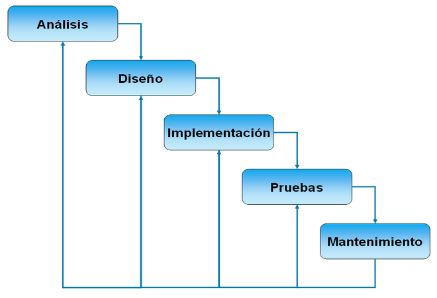 Análisis
Diseño
Implementación
Pruebas
Mantenimiento